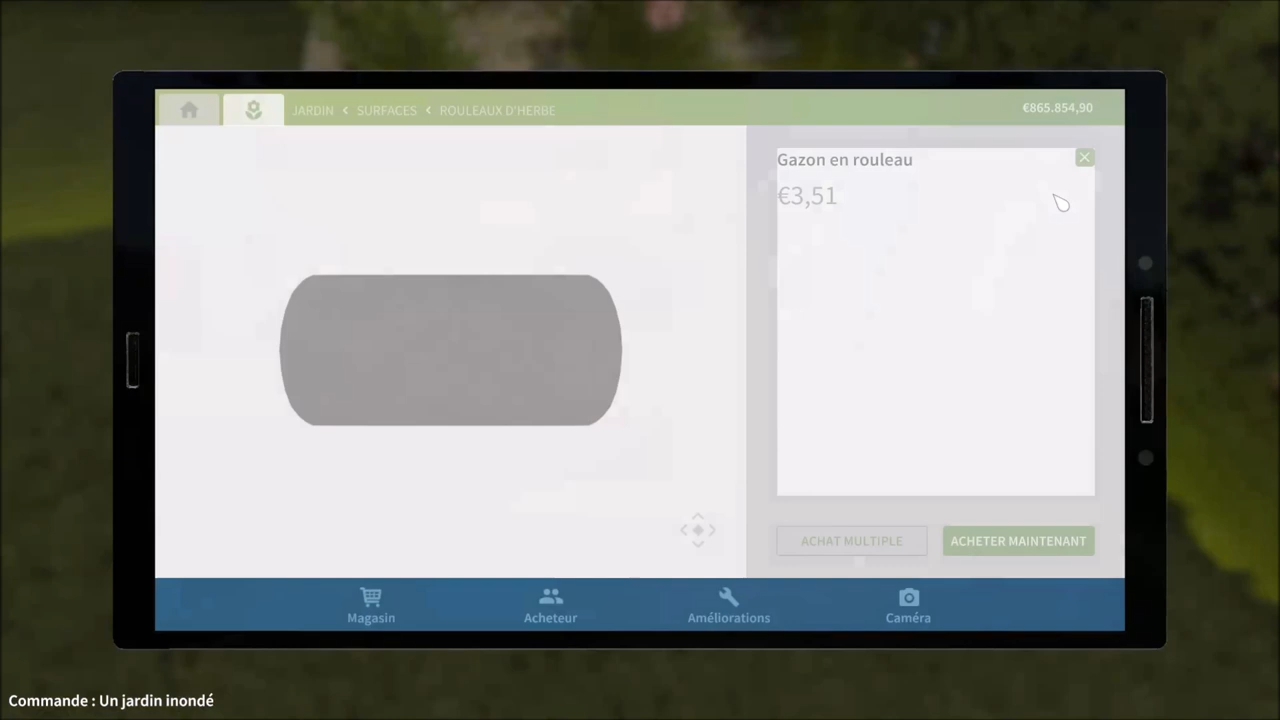 JARDIN < SURFACES < ROULEAUX D'HERBE
€865.854,90
Gazon en rouleau
€3,51
ACHAT MULTIPLE
ACHETER MAINTENANT
Magasin
Acheteur
Améliorations
Caméra
Commande : Un jardin inondé